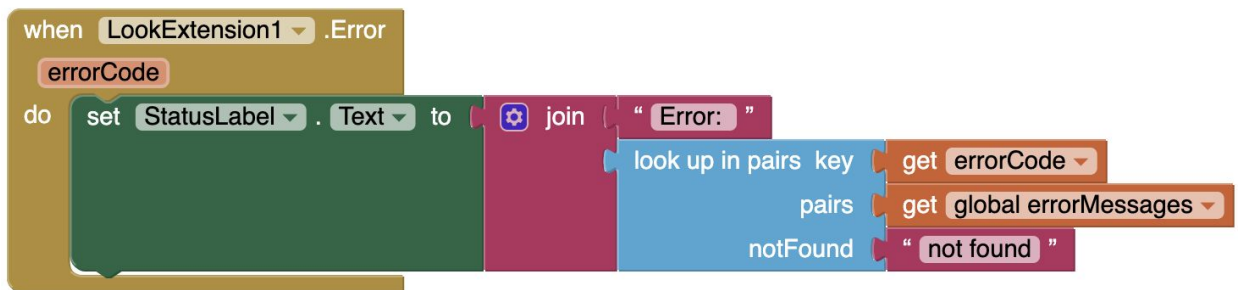 when LookExtension1 .Error
errorCode
do set StatusLabel . Text to join “ Error: ”
look up in pairs key get errorCode
pairs get global errorMessages
notFound “ not found ”